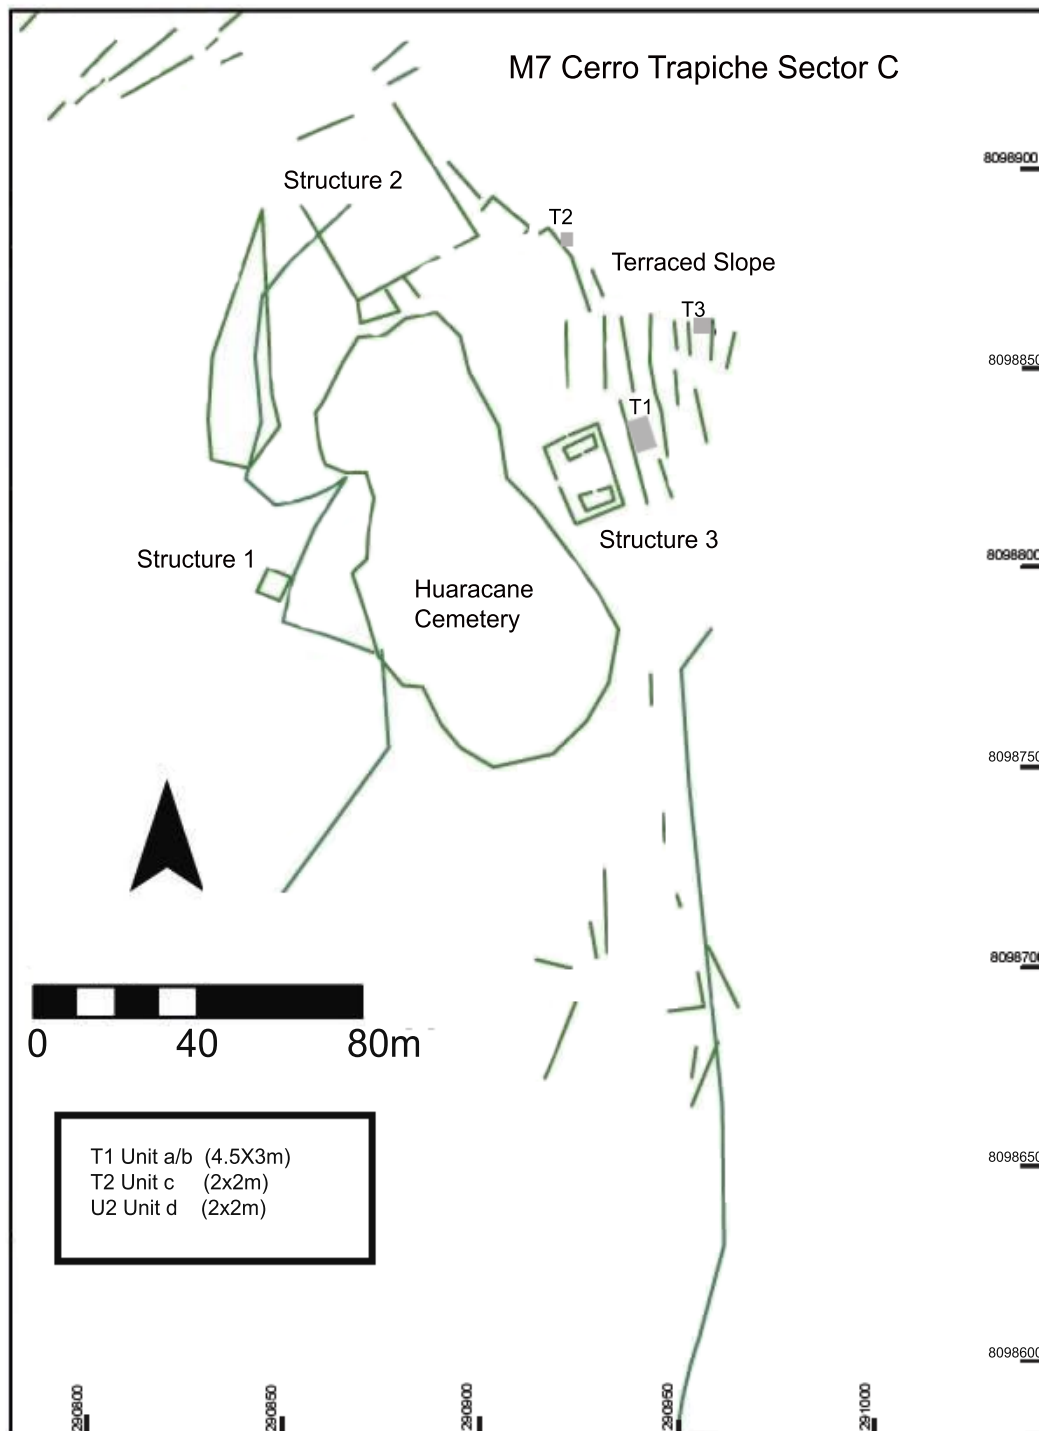 M7 Cerro Trapiche Sector C
8098900
Structure 2
T2
Terraced Slope
T3
8098850
T1
Structure 3
Structure 1
8098800
Huaracane
Cemetery
8098750
8098700
0 40 80m
T1 Unit a/b (4.5X3m)
T2 Unit c (2x2m)
U2 Unit d (2x2m)
8098650
8098600
290800
290850
290900
290950
291000